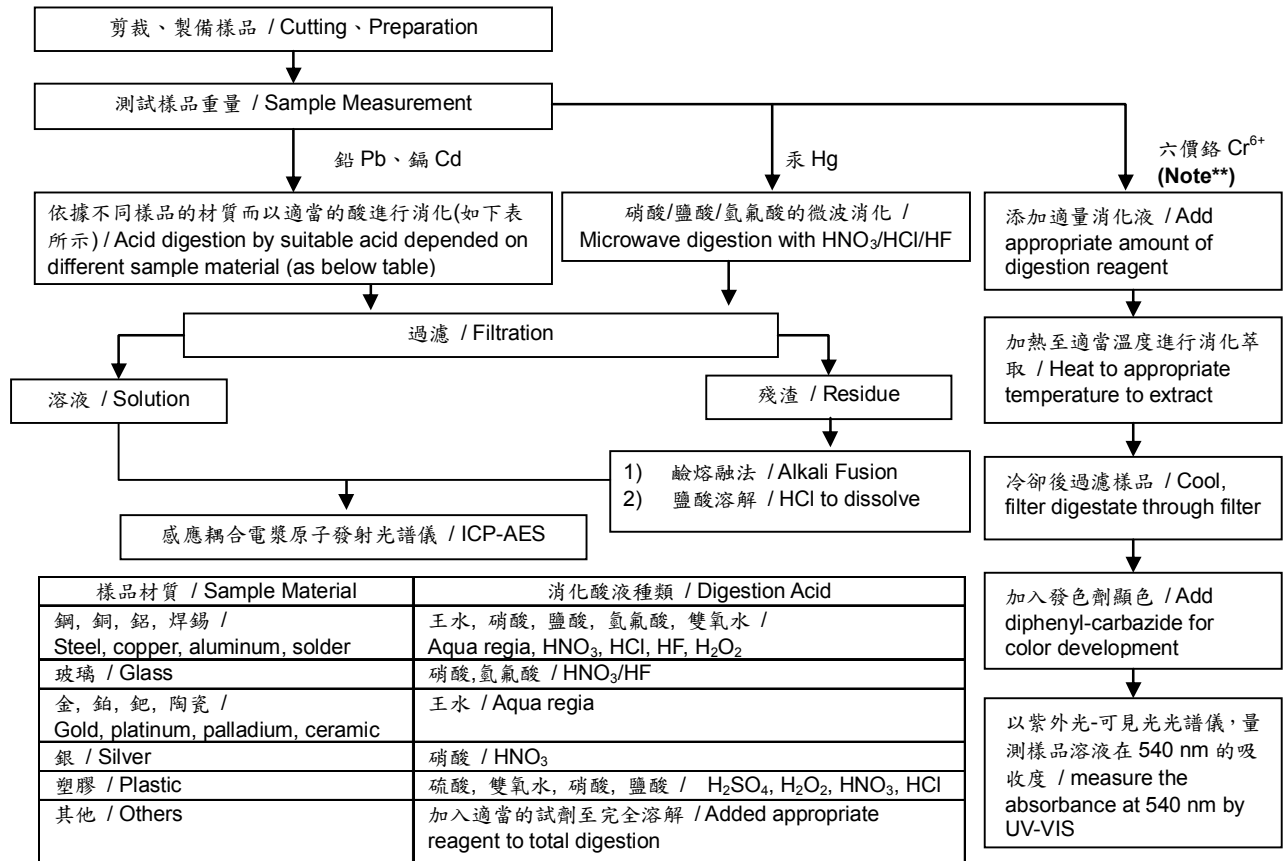 剪裁、製備樣品 / Cutting、Preparation
測試樣品重量 / Sample Measurement
鉛 Pb、鎘 Cd
汞 Hg
六價鉻 Cr⁶⁺
(Note**)
依據不同樣品的材質而以適當的酸進行消化(如下表
所示) / Acid digestion by suitable acid depended on
different sample material (as below table)
硝酸/鹽酸/氫氟酸的微波消化 /
Microwave digestion with HNO₃/HCl/HF
添加適量消化液 / Add
appropriate amount of
digestion reagent
過濾 / Filtration
加熱至適當溫度進行消化萃
取 / Heat to appropriate
temperature to extract
溶液 / Solution
殘渣 / Residue
1) 鹼熔融法 / Alkali Fusion
2) 鹽酸溶解 / HCl to dissolve
冷卻後過濾樣品 / Cool,
filter digestate through filter
感應耦合電漿原子發射光譜儀 / ICP-AES
加入發色劑顯色 / Add
diphenyl-carbazide for
color development
以紫外光-可見光光譜儀，量
測樣品溶液在 540 nm 的吸
收度 / measure the
absorbance at 540 nm by
UV-VIS
樣品材質 / Sample Material
消化酸液種類 / Digestion Acid
鋼, 銅, 鋁, 焊錫 /
Steel, copper, aluminum, solder
王水, 硝酸, 鹽酸, 氫氟酸, 雙氧水 /
Aqua regia, HNO₃, HCl, HF, H₂O₂
玻璃 / Glass
硝酸,氫氟酸 / HNO₃/HF
金, 鉑, 鈀, 陶瓷 /
Gold, platinum, palladium, ceramic
王水 / Aqua regia
銀 / Silver
硝酸 / HNO₃
塑膠 / Plastic
硫酸, 雙氧水, 硝酸, 鹽酸 / H₂SO₄, H₂O₂, HNO₃, HCl
其他 / Others
加入適當的試劑至完全溶解 / Added appropriate
reagent to total digestion